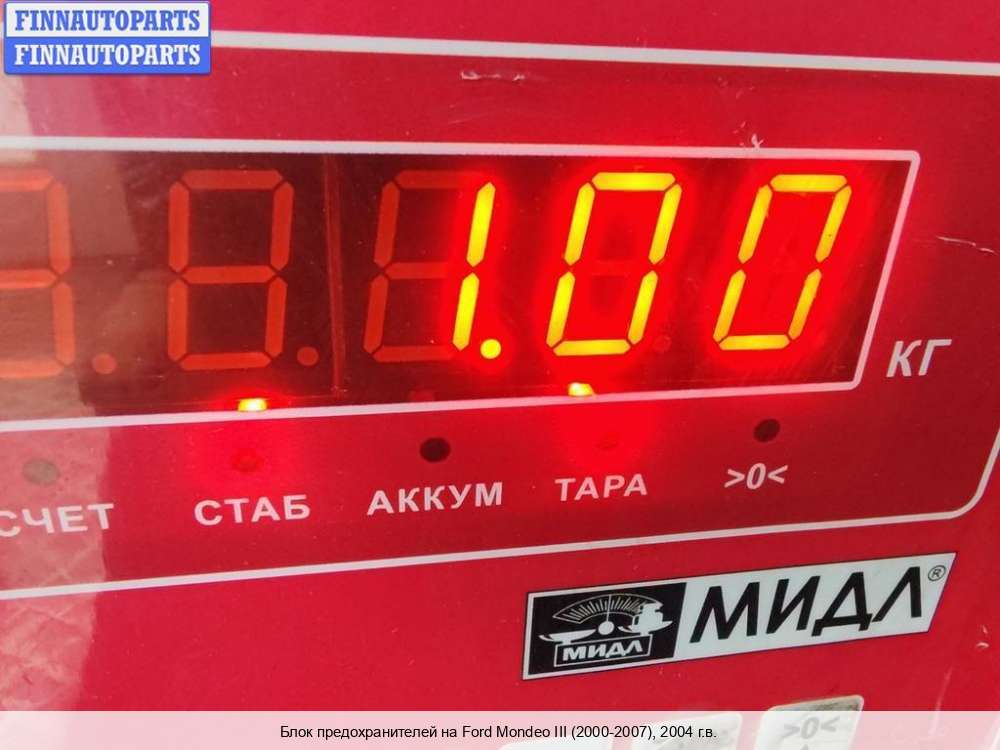 FINNAUTOPARTS
FINNAUTOPARTS
1.00
КГ
СЧЕТ
СТАБ
АККУМ
ТАРА
>0<
МИДЛ
МИДЛ®
>0<
Блок предохранителей на Ford Mondeo III (2000-2007), 2004 г.в.